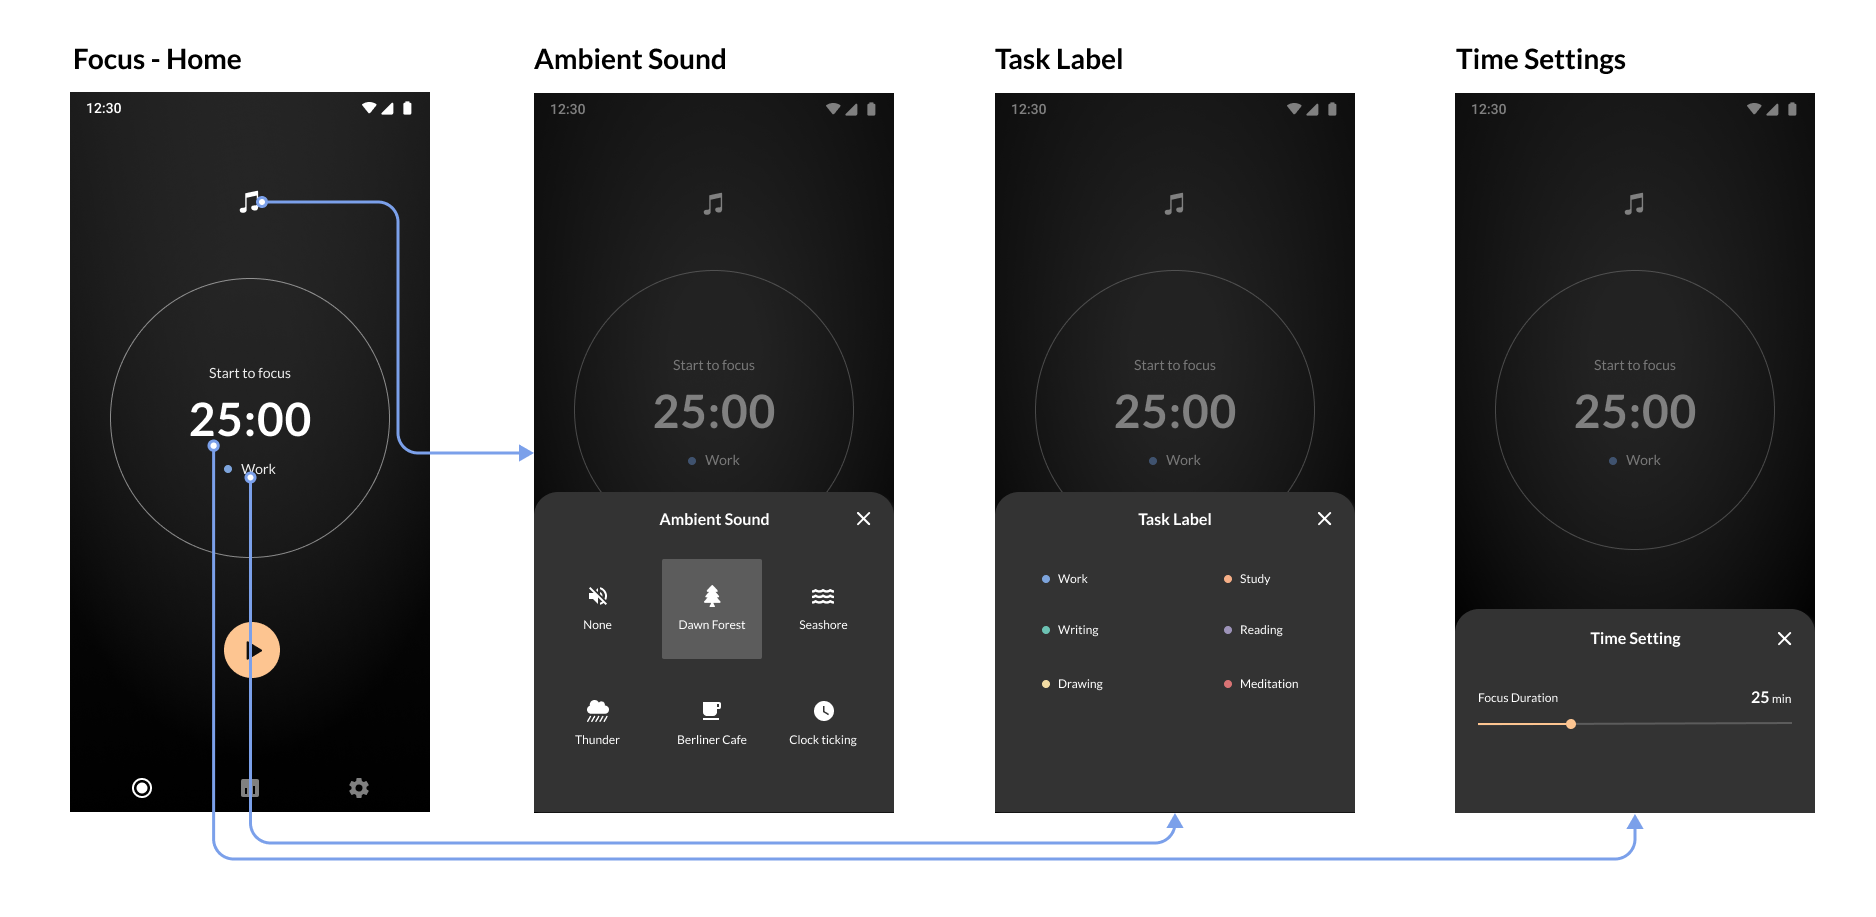 Focus - Home
12:30
Start to focus
25:00
Work
Ambient Sound
12:30
Start to focus
25:00
Work
Ambient Sound
None
Dawn Forest
Seashore
Thunder
Berliner Cafe
Clock ticking
Task Label
12:30
Start to focus
25:00
Work
Task Label
Work
Study
Writing
Reading
Drawing
Meditation
Time Settings
12:30
Start to focus
25:00
Work
Time Setting
Focus Duration
25 min